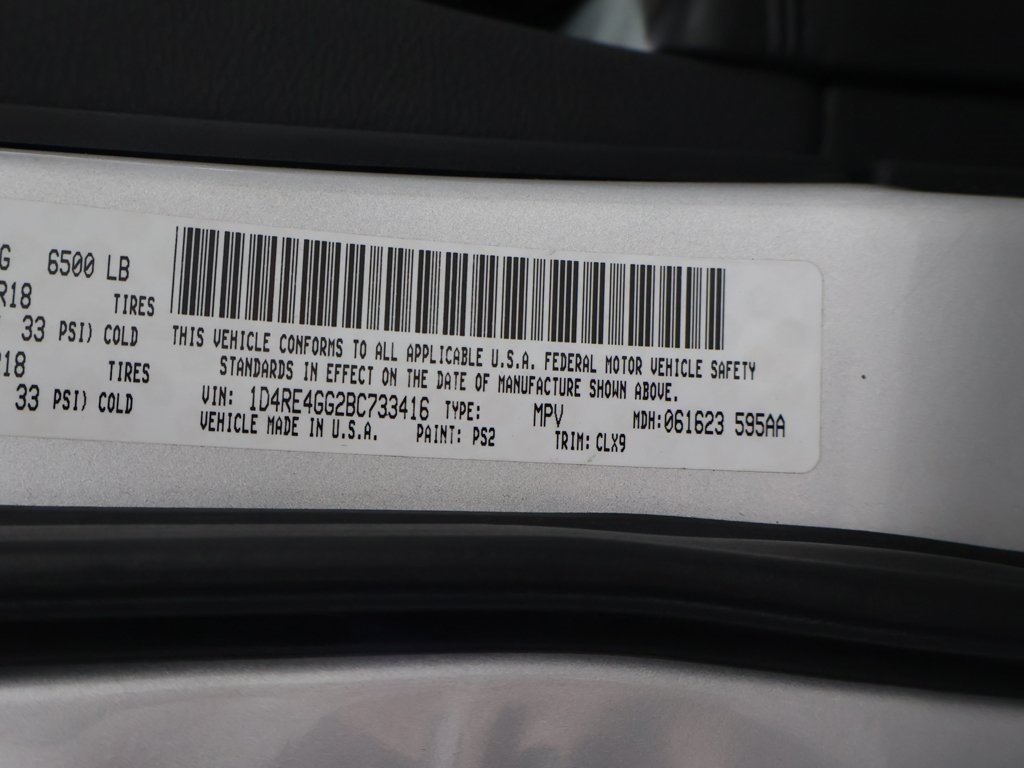 G 6500 LB
R18 TIRES
33 PSI) COLD
R18 TIRES
33 PSI) COLD
THIS VEHICLE CONFORMS TO ALL APPLICABLE U.S.A. FEDERAL MOTOR VEHICLE SAFETY
STANDARDS IN EFFECT ON THE DATE OF MANUFACTURE SHOWN ABOVE.
VIN: 1D4RE4GG2BC733416 TYPE: MPV MDH:061623 595AA
VEHICLE MADE IN U.S.A. PAINT: PS2 TRIM: CLX9